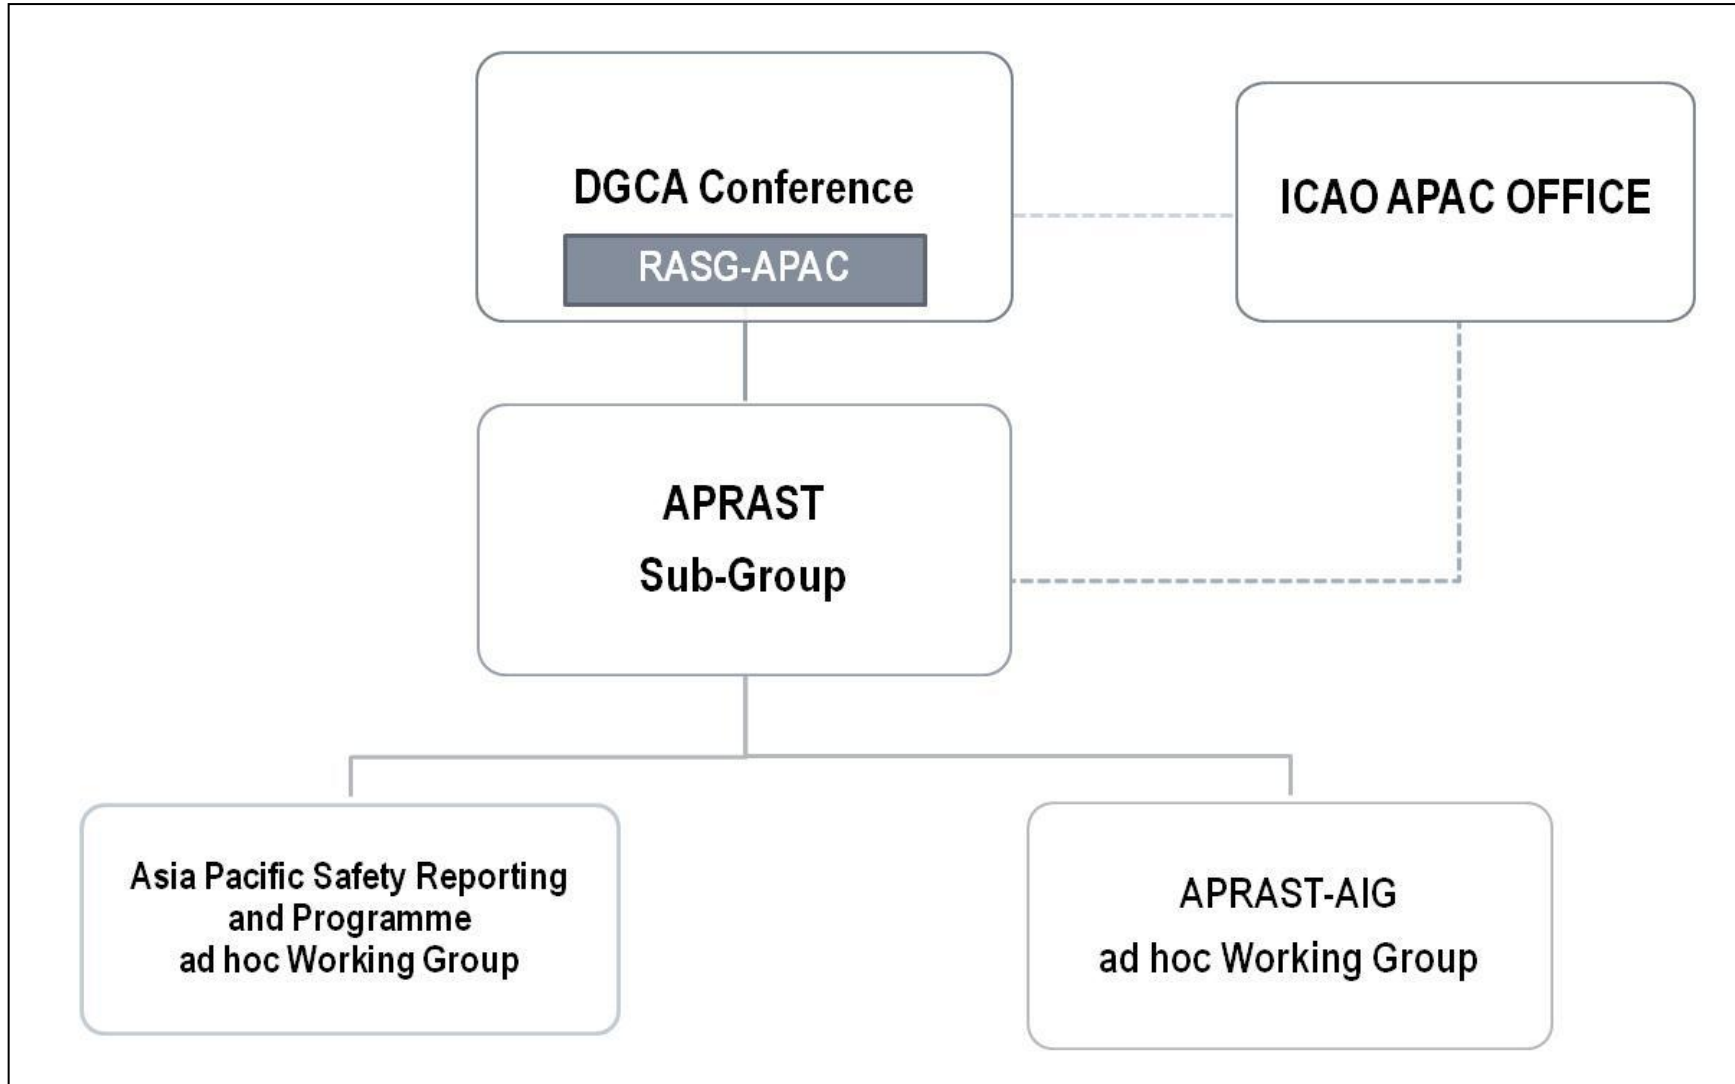 DGCA Conference
RASG-APAC
ICAO APAC OFFICE
APRAST
Sub-Group
Asia Pacific Safety Reporting
and Programme
ad hoc Working Group
APRAST-AIG
ad hoc Working Group